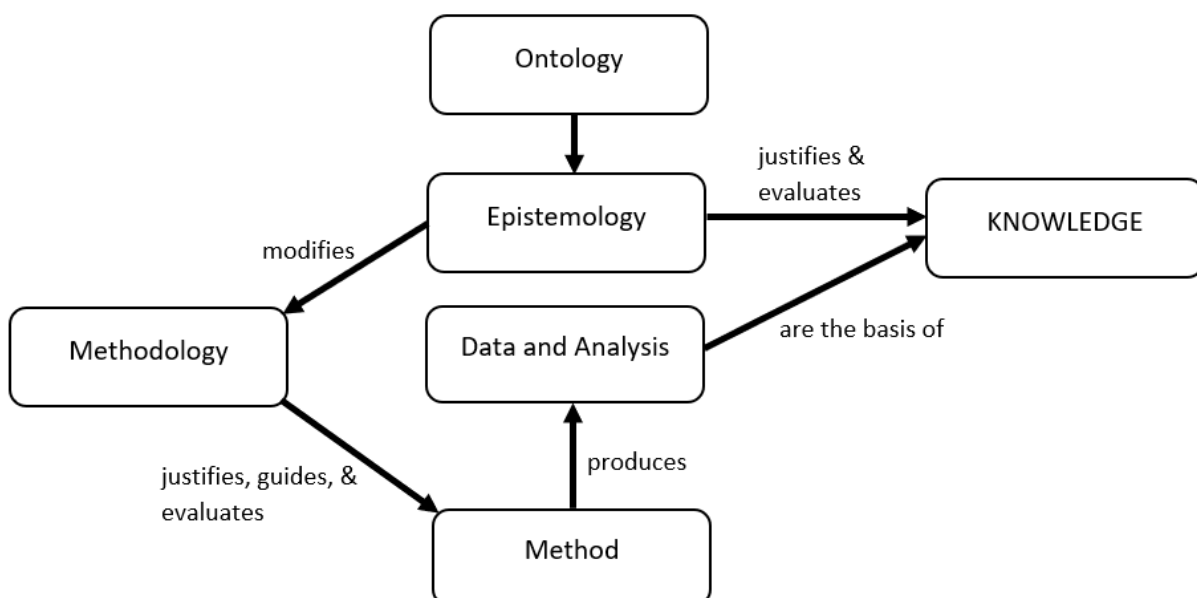 Ontology
justifies &
evaluates
Epistemology
KNOWLEDGE
modifies
Methodology
Data and Analysis
are the basis of
justifies, guides, &
evaluates
produces
Method